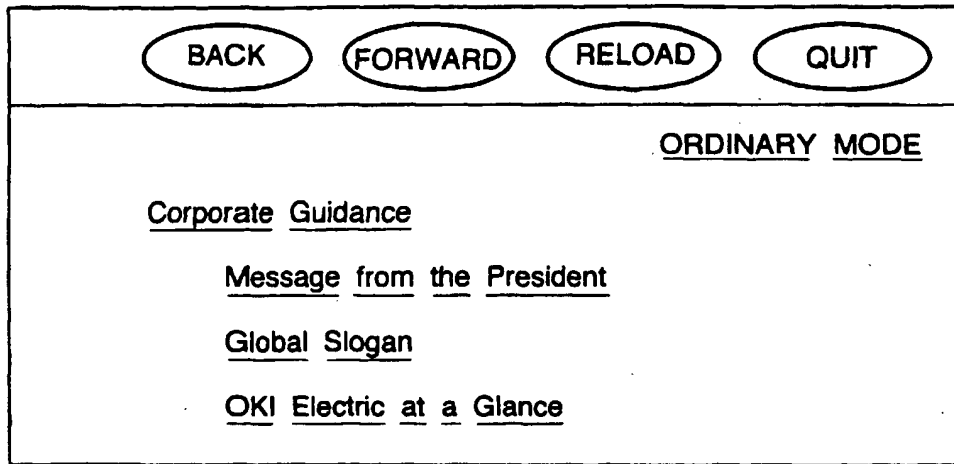 BACK FORWARD RELOAD QUIT
ORDINARY MODE
Corporate Guidance
Message from the President
Global Slogan
OKI Electric at a Glance